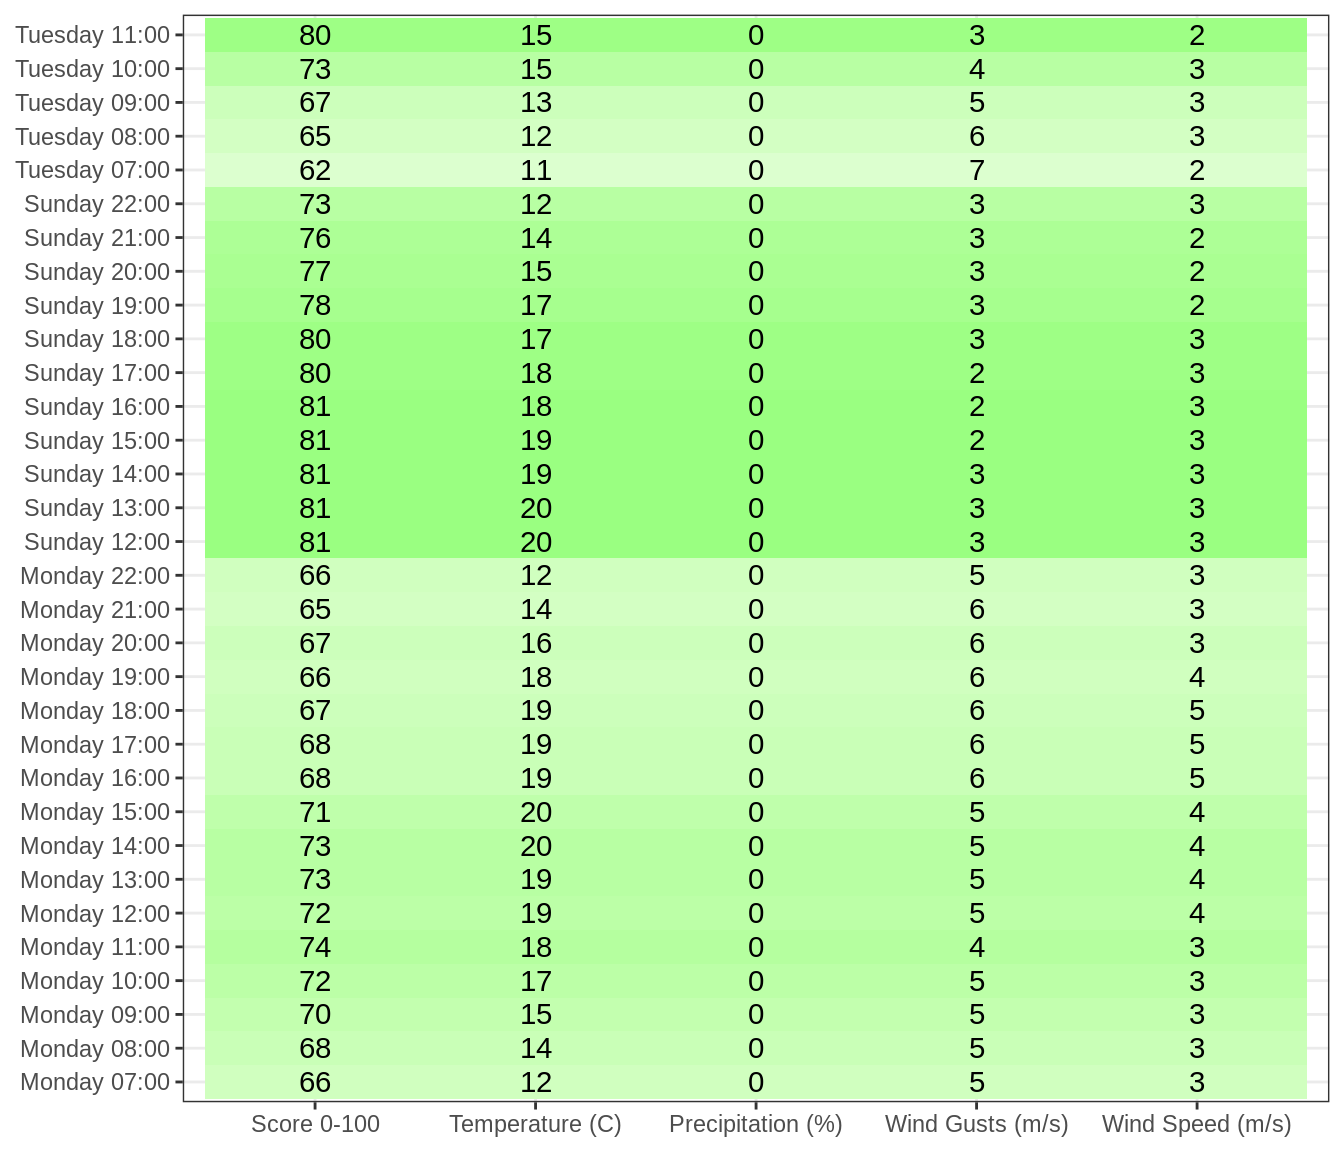 Tuesday 11:00 80 15 0 3 2
Tuesday 10:00 73 15 0 4 3
Tuesday 09:00 67 13 0 5 3
Tuesday 08:00 65 12 0 6 3
Tuesday 07:00 62 11 0 7 2
Sunday 22:00 73 12 0 3 3
Sunday 21:00 76 14 0 3 2
Sunday 20:00 77 15 0 3 2
Sunday 19:00 78 17 0 3 2
Sunday 18:00 80 17 0 3 3
Sunday 17:00 80 18 0 2 3
Sunday 16:00 81 18 0 2 3
Sunday 15:00 81 19 0 2 3
Sunday 14:00 81 19 0 3 3
Sunday 13:00 81 20 0 3 3
Sunday 12:00 81 20 0 3 3
Monday 22:00 66 12 0 5 3
Monday 21:00 65 14 0 6 3
Monday 20:00 67 16 0 6 3
Monday 19:00 66 18 0 6 4
Monday 18:00 67 19 0 6 5
Monday 17:00 68 19 0 6 5
Monday 16:00 68 19 0 6 5
Monday 15:00 71 20 0 5 4
Monday 14:00 73 20 0 5 4
Monday 13:00 73 19 0 5 4
Monday 12:00 72 19 0 5 4
Monday 11:00 74 18 0 4 3
Monday 10:00 72 17 0 5 3
Monday 09:00 70 15 0 5 3
Monday 08:00 68 14 0 5 3
Monday 07:00 66 12 0 5 3
Score 0-100 Temperature (C) Precipitation (%) Wind Gusts (m/s) Wind Speed (m/s)